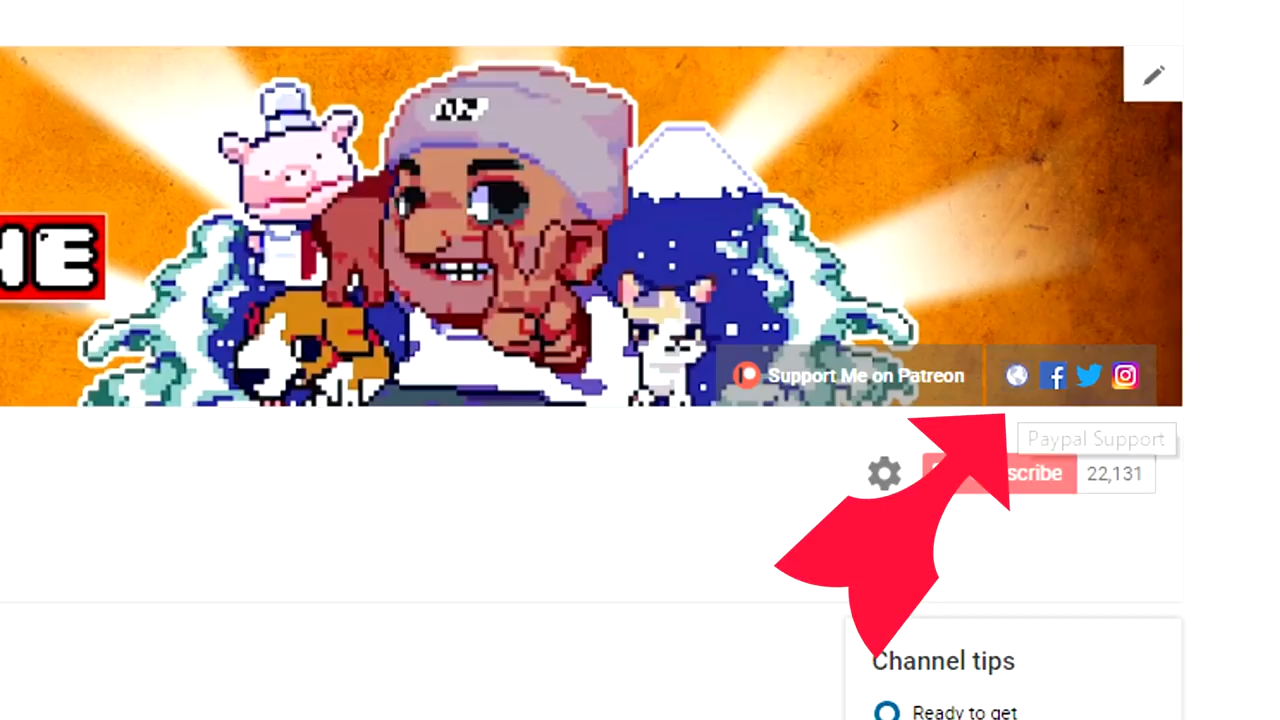 HE
Support Me on Patreon
Paypal Support
scribe 22,131
Channel tips
Ready to get